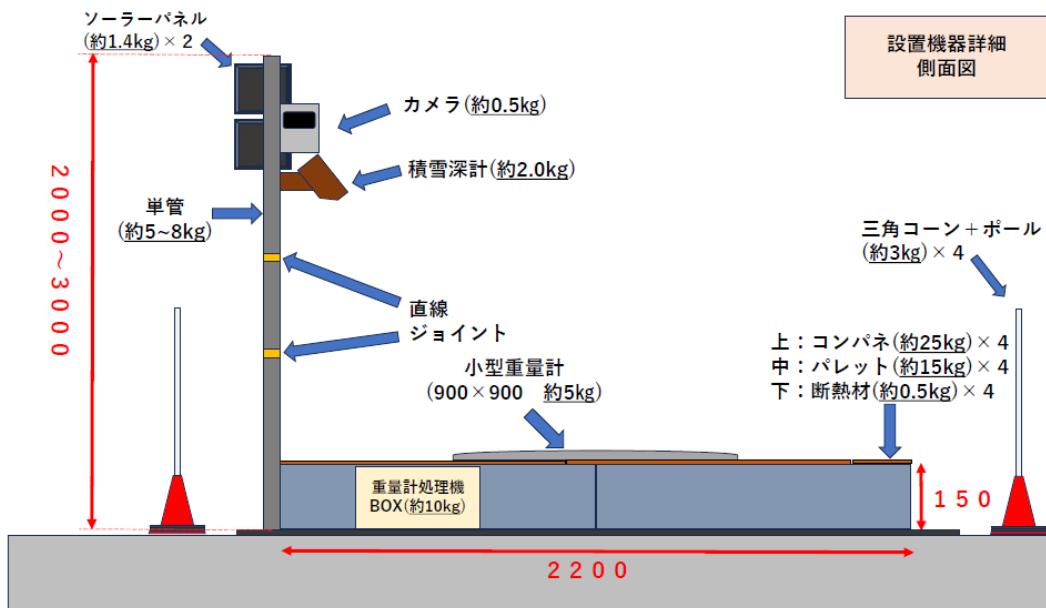 ソーラーパネル
(約1.4kg)×２
設置機器詳細
側面図
カメラ(約0.5kg)
積雪深計(約2.0kg)
２０００～３０００
単管
(約5~8kg)
三角コーン＋ポール
(約3kg)×４
直線
ジョイント
小型重量計
(900×900　約5kg)
上：コンパネ(約25kg)×４
中：パレット(約15kg)×４
下：断熱材(約0.5kg)×４
重量計処理機
BOX(約10kg)
１５０
２２００